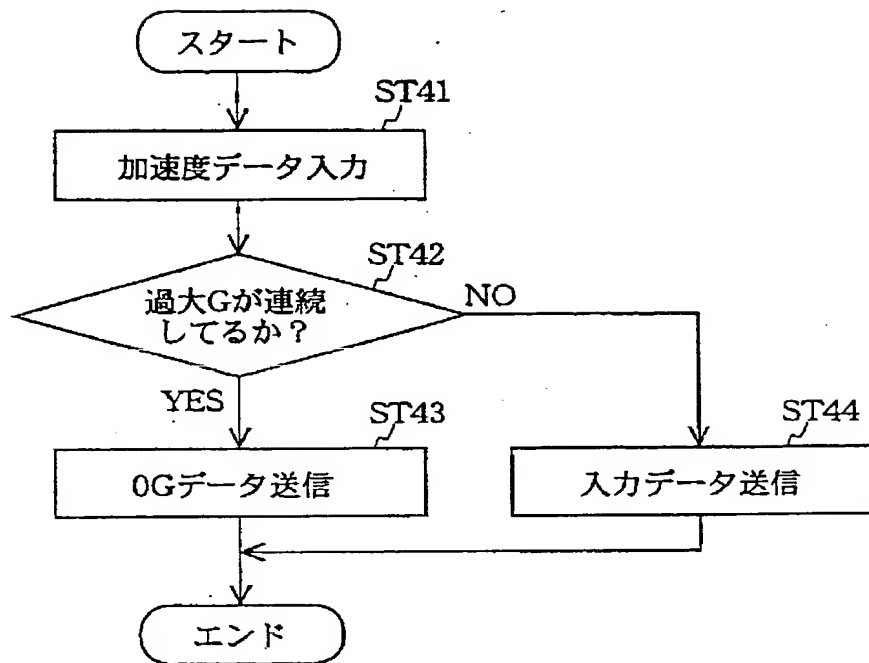 スタート
ST41
加速度データ入力
ST42
過大Gが連続
してるか?
NO
YES
ST43
0Gデータ送信
ST44
入力データ送信
エンド